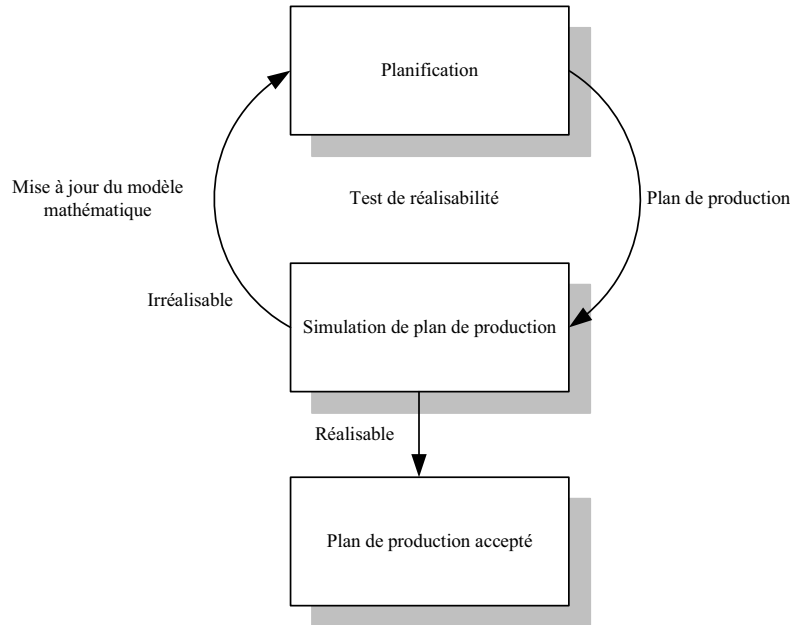 Planification
Mise à jour du modèle
mathématique
Test de réalisabilité
Plan de production
Irréalisable
Simulation de plan de production
Réalisable
Plan de production accepté